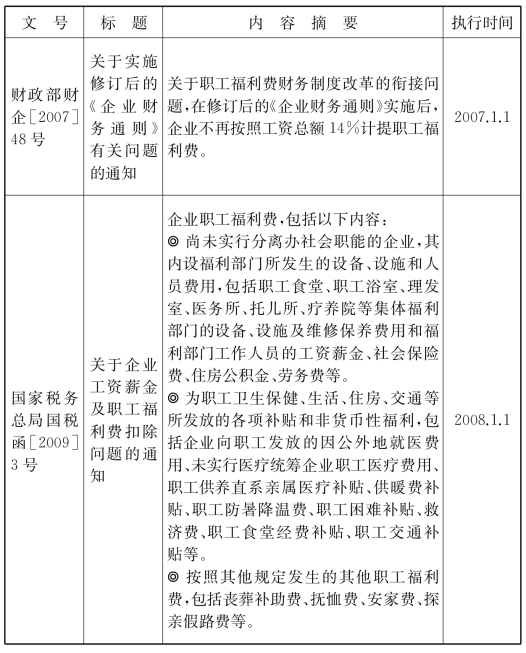 文 号
标 题
内 容 摘 要
执行时间
财政部财
企[2007]
48号
关于实施
修订后的
《企业财
务通则》
有关问题
的通知
关于职工福利费财务制度改革的衔接问
题,在修订后的《企业财务通则》实施后,
企业不再按照工资总额14%计提职工福
利费。
2007.1.1
国家税务
总局国税
函[2009]
3号
关于企业
工资薪金
及职工福
利费扣除
问题的通
知
企业职工福利费,包括以下内容:
◎ 尚未实行分离办社会职能的企业,其
内设福利部门所发生的设备、设施和人
员费用,包括职工食堂、职工浴室、理发
室、医务所、托儿所、疗养院等集体福利
部门的设备、设施及维修保养费用和福
利部门工作人员的工资薪金、社会保险
费、住房公积金、劳务费等。
◎ 为职工卫生保健、生活、住房、交通等
所发放的各项补贴和非货币性福利,包
括企业向职工发放的因公外地就医费
用、未实行医疗统筹企业职工医疗费用、
职工供养直系亲属医疗补贴、供暖费补
贴、职工防暑降温费、职工困难补贴、救
济费、职工食堂经费补贴、职工交通补
贴等。
◎ 按照其他规定发生的其他职工福利
费,包括丧葬补助费、抚恤费、安家费、探
亲假路费等。
2008.1.1